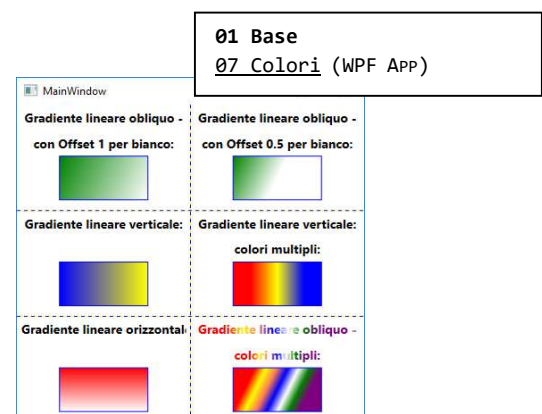 01 Base
07 Colori (WPF APP)
MainWindow
Gradiente lineare obliquo -
con Offset 1 per bianco:
Gradiente lineare obliquo -
con Offset 0.5 per bianco:
Gradiente lineare verticale:
Gradiente lineare verticale:
colori multipli:
Gradiente lineare orizzontal
Gradiente lineare obliquo -
colori multipli: